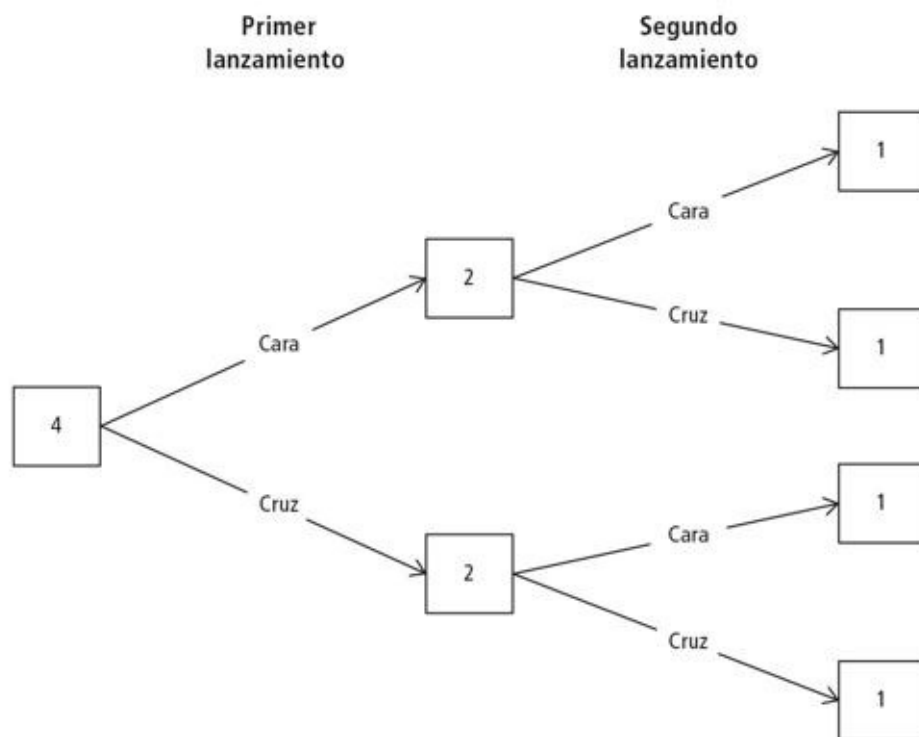 Primer
lanzamiento
Segundo
lanzamiento
1
Cara
2
Cruz
1
Cara
4
Cruz
1
Cara
2
Cruz
1